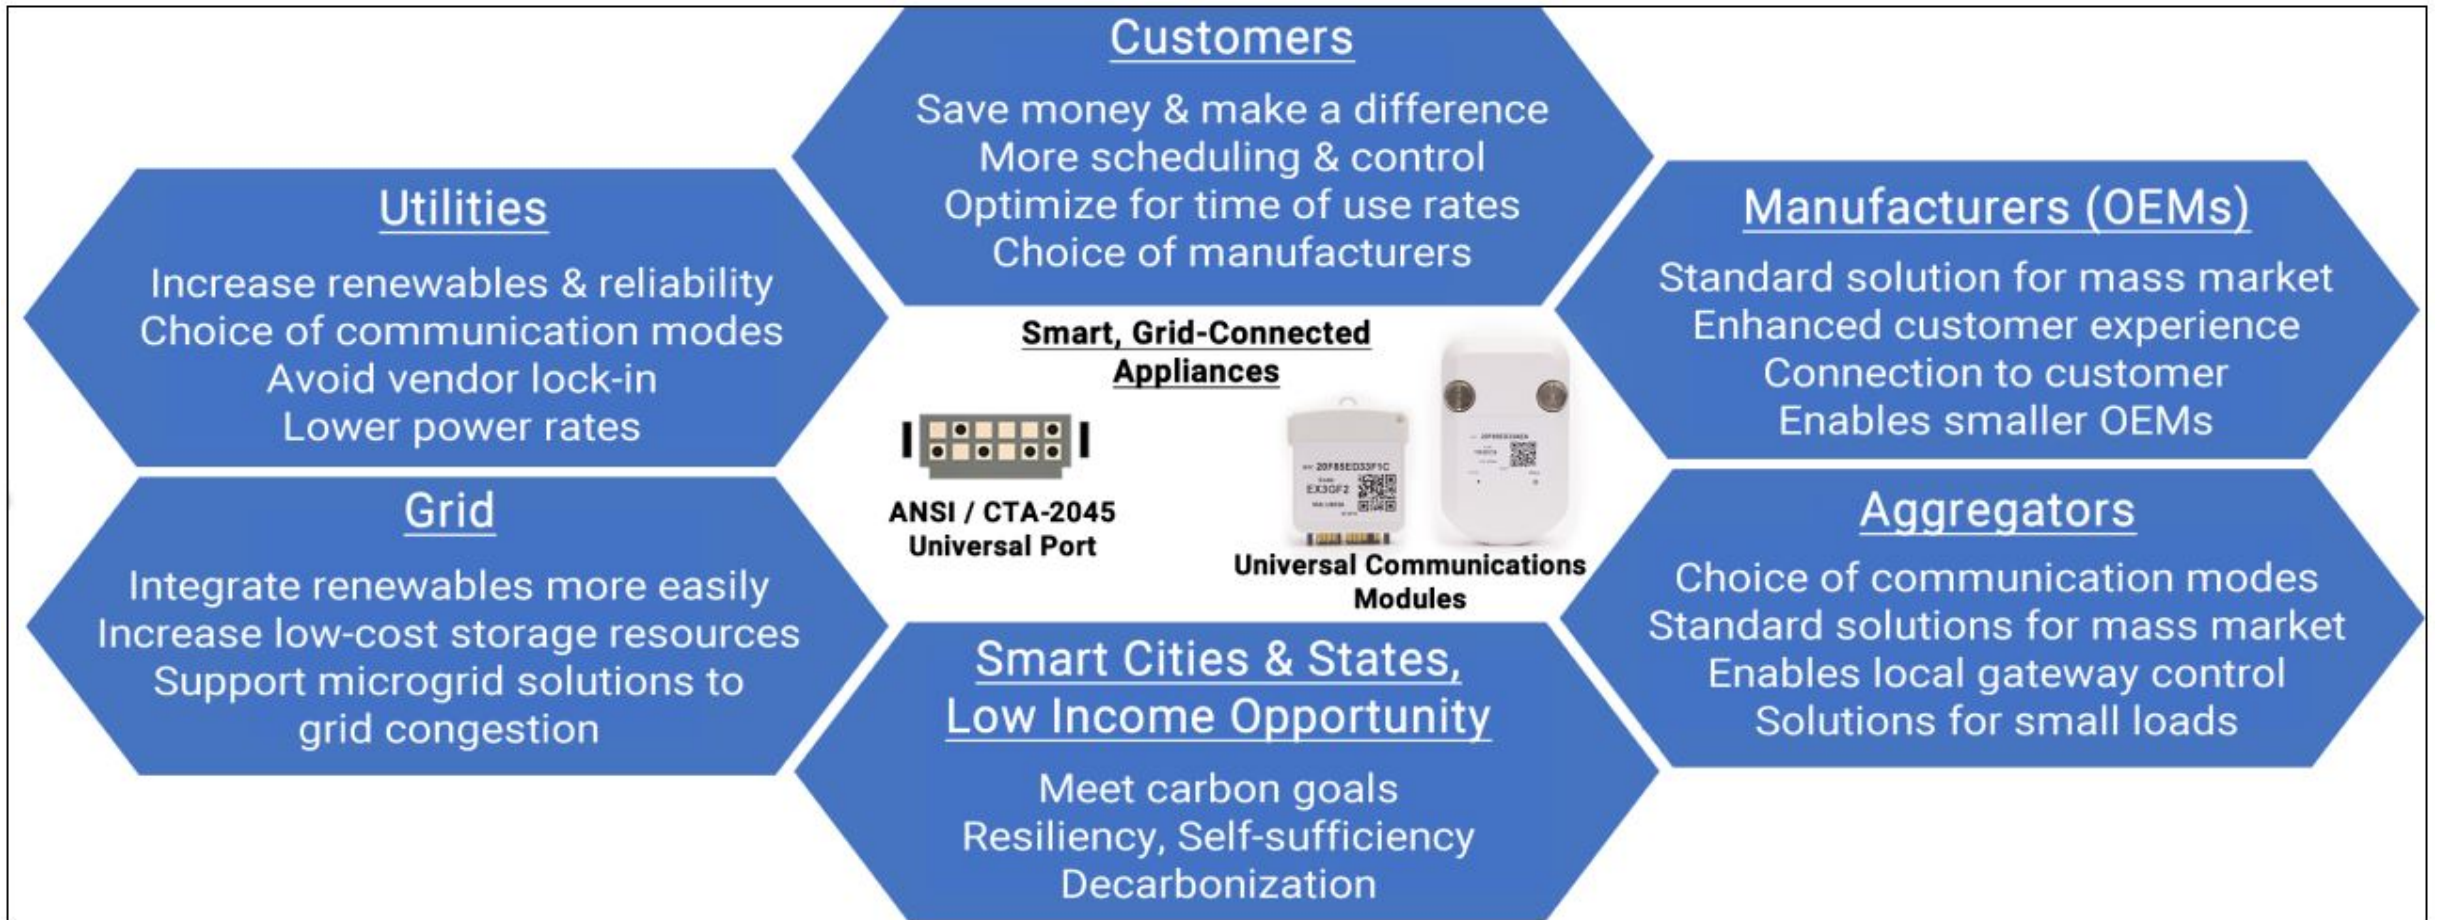 Customers
Save money & make a difference
More scheduling & control
Optimize for time of use rates
Choice of manufacturers
Utilities
Increase renewables & reliability
Choice of communication modes
Avoid vendor lock-in
Lower power rates
Manufacturers (OEMs)
Standard solution for mass market
Enhanced customer experience
Connection to customer
Enables smaller OEMs
Smart, Grid-Connected
Appliances
ANSI / CTA-2045
Universal Port
20F85ED33F1C
EX3GF2
Universal Communications
Modules
Grid
Integrate renewables more easily
Increase low-cost storage resources
Support microgrid solutions to
grid congestion
Aggregators
Choice of communication modes
Standard solutions for mass market
Enables local gateway control
Solutions for small loads
Smart Cities & States,
Low Income Opportunity
Meet carbon goals
Resiliency, Self-sufficiency
Decarbonization